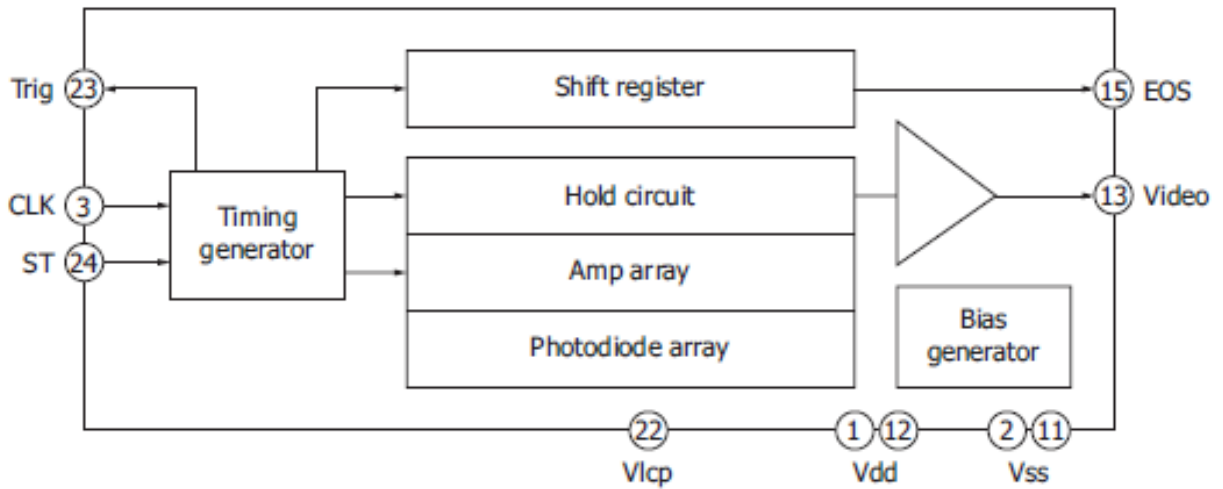 Trig 23
Shift register
15 EOS
CLK 3
Timing
generator
Hold circuit
13 Video
ST 24
Amp array
Photodiode array
Bias
generator
22
1 12
2 11
Vlcp
Vdd
Vss